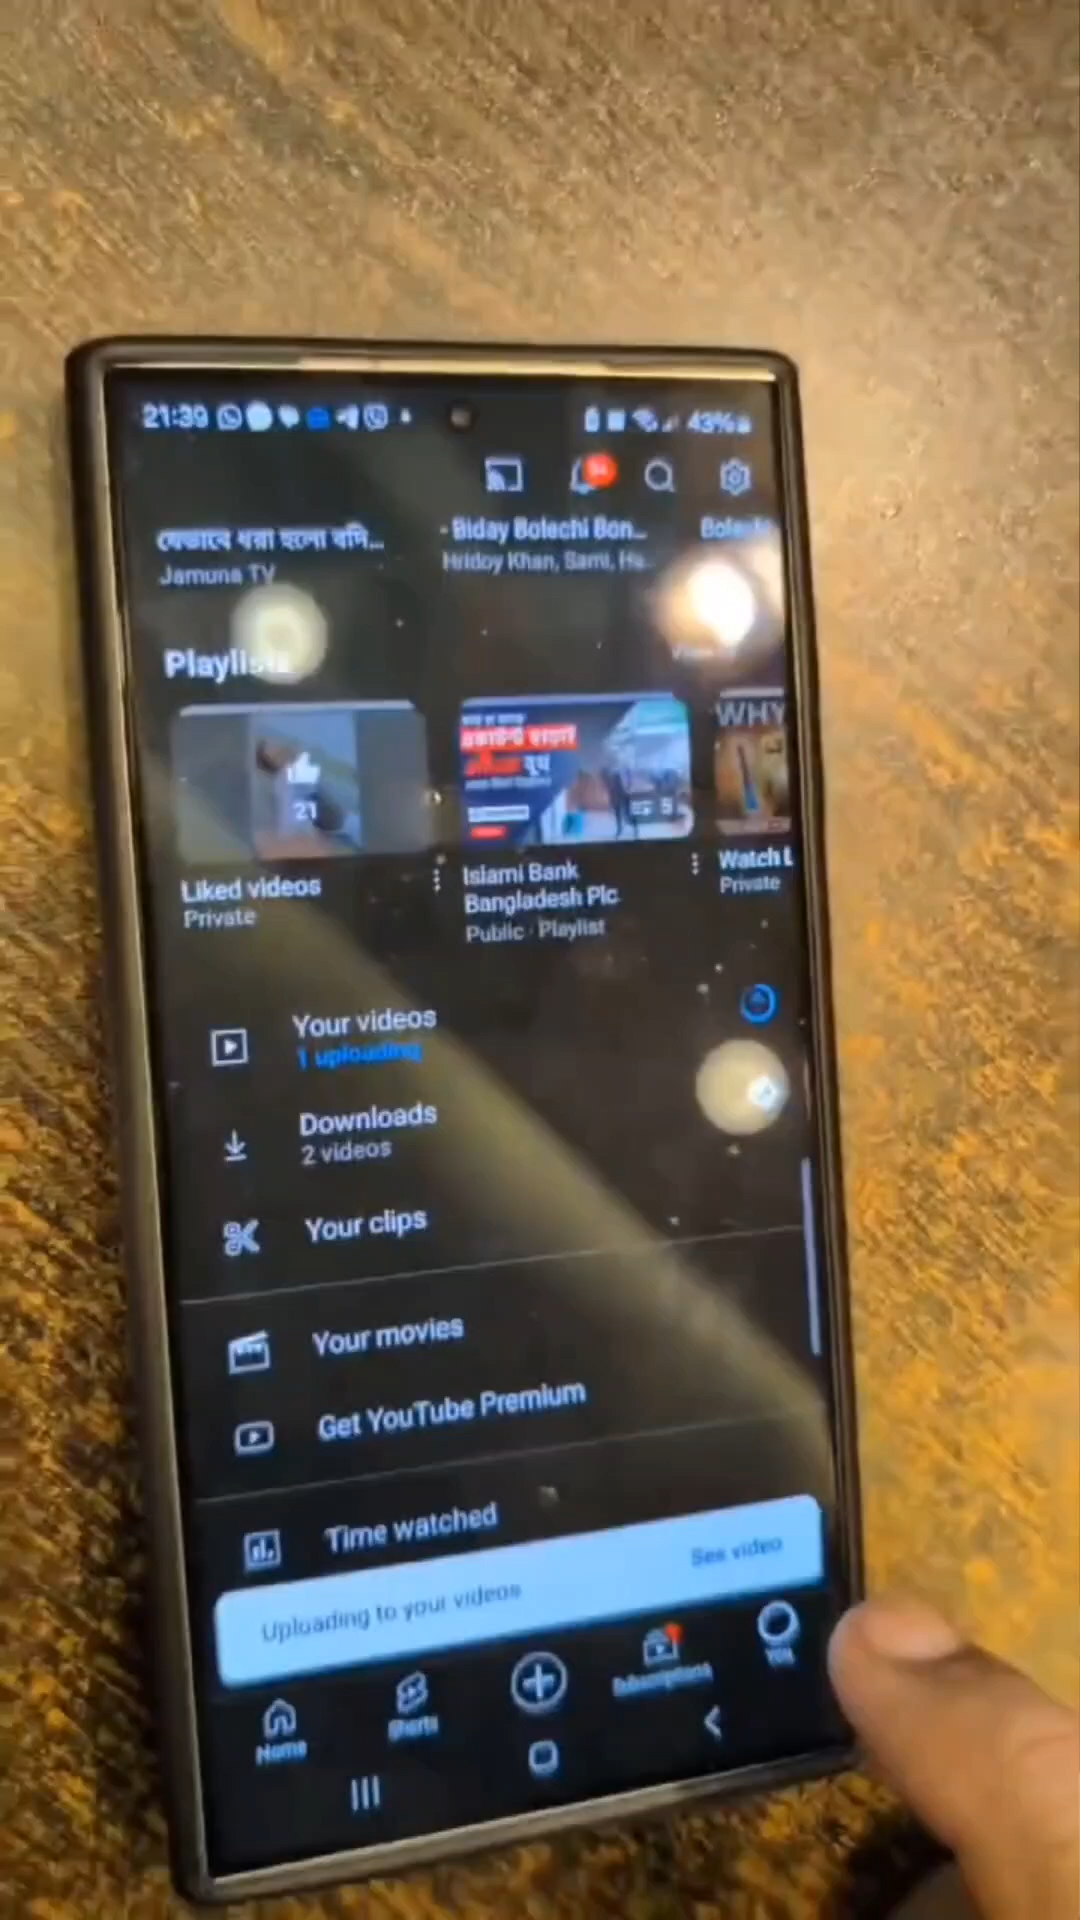 21:39
43%
যেভাবে ধরা হলো বদি...
- Biday Bolechi Bon...
Jamuna TV
Hridoy Khan, Sami, Ha...
Playlists
WHY
21
5
Liked videos
Private
Islami Bank
Bangladesh Plc
Public · Playlist
Watch L
Private
Your videos
1 uploading
Downloads
2 videos
Your clips
Your movies
Get YouTube Premium
Time watched
Uploading to your videos
See video
Home
Shorts
Subscriptions
You